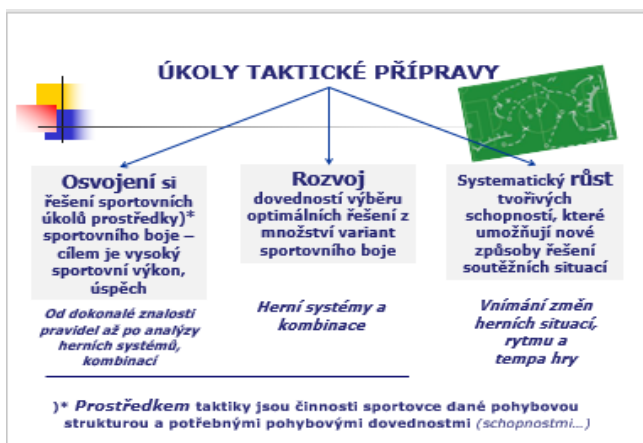 ÚKOLY TAKTICKÉ PŘÍPRAVY
Osvojení si
řešení sportovních
úkolů prostředky)*
sportovního boje –
cílem je vysoký
sportovní výkon,
úspěch
Od dokonalé znalosti
pravidel až po analýzy
herních systémů,
kombinací
Rozvoj
dovedností výběru
optimálních řešení z
množství variant
sportovního boje
Herní systémy a
kombinace
Systematický růst
tvořivých
schopností, které
umožňují nové
způsoby řešení
soutěžních situací
Vnímání změn
herních situací,
rytmu a
tempa hry
)* Prostředkem taktiky jsou činnosti sportovce dané pohybovou
strukturou a potřebnými pohybovými dovednostmi (schopnostmi...)